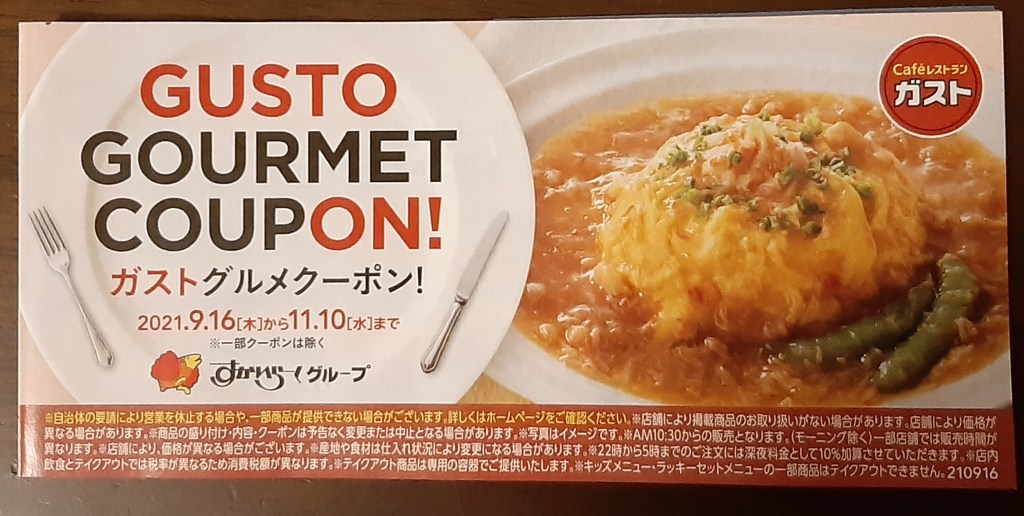 GUSTO
GOURMET
COUPON!
ガストグルメクーポン!
2021.9.16[木]から11.10[水]まで
※一部クーポンは除く
すかいらーくグループ
Caféレストラン
ガスト
※自治体の要請により営業を休止する場合や、一部商品が提供できない場合がございます。詳しくはホームページをご確認ください。※店舗により掲載商品のお取り扱いがない場合があります。店舗により価格が
異なる場合があります。※商品の盛り付け・内容・クーポンは予告なく変更または中止となる場合があります。※写真はイメージです。※AM10:30からの販売となります。(モーニング除く)一部店舗では販売時間が
異なります。※店舗により、価格が異なる場合がございます。※産地や食材は仕入れ状況により変更になる場合があります。※22時から5時までのご注文には深夜料金として10%加算させていただきます。※店内
飲食とテイクアウトでは税率が異なるため消費税額が異なります。※テイクアウト商品は専用の容器でご提供いたします。※キッズメニュー・ラッキーセットメニューの一部商品はテイクアウトできません。210916